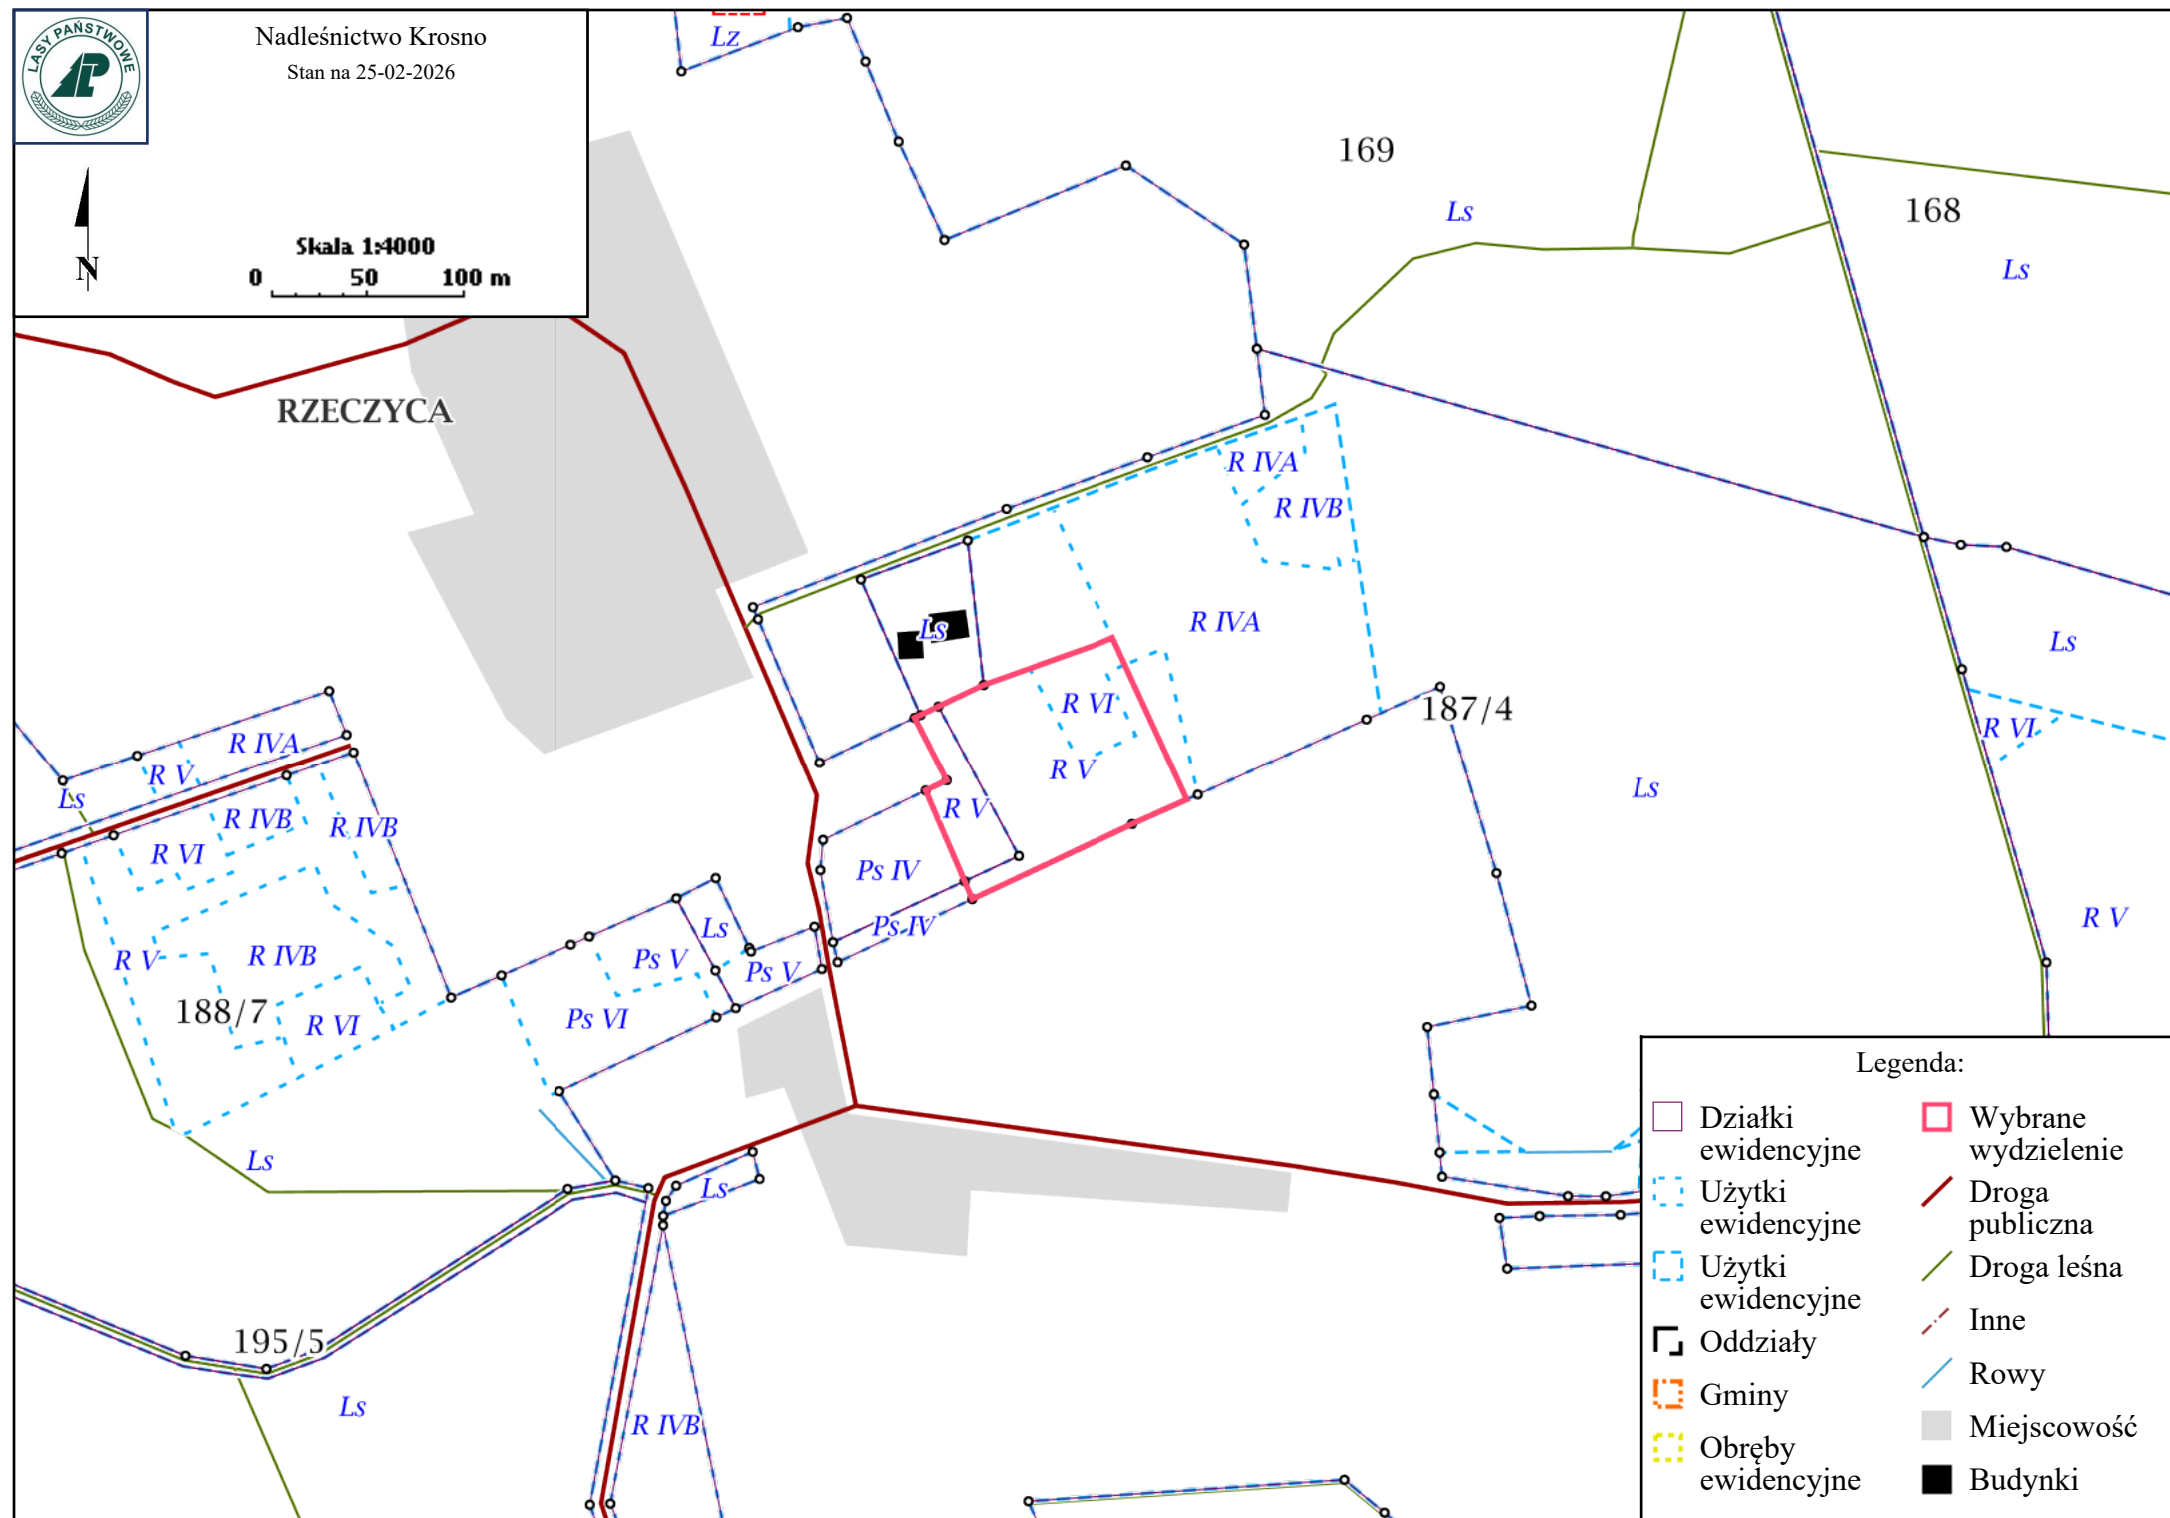 LASY PAŃSTWOWE
Nadleśnictwo Krosno
Stan na 25-02-2026
N
Skala 1:4000
0 50 100 m
Lz
169
Ls
168
Ls
RZECZYCA
R IVA
R IVB
Ls
R IVA
Ls
R VI
187/4
R VI
R IVA
R V
R V
Ls
Ls
R V
R IVB
R IVB
R VI
Ps IV
Ps IV
R V
Ls
R V
R IVB
Ps V
Ps V
188/7
R VI
Ps VI
Ls
Ls
195/5
Ls
R IVB
Legenda:
Działki
ewidencyjne
Użytki
ewidencyjne
Użytki
ewidencyjne
Oddziały
Gminy
Obręby
ewidencyjne
Wybrane
wydzielenie
Droga
publiczna
Droga leśna
Inne
Rowy
Miejscowość
Budynki